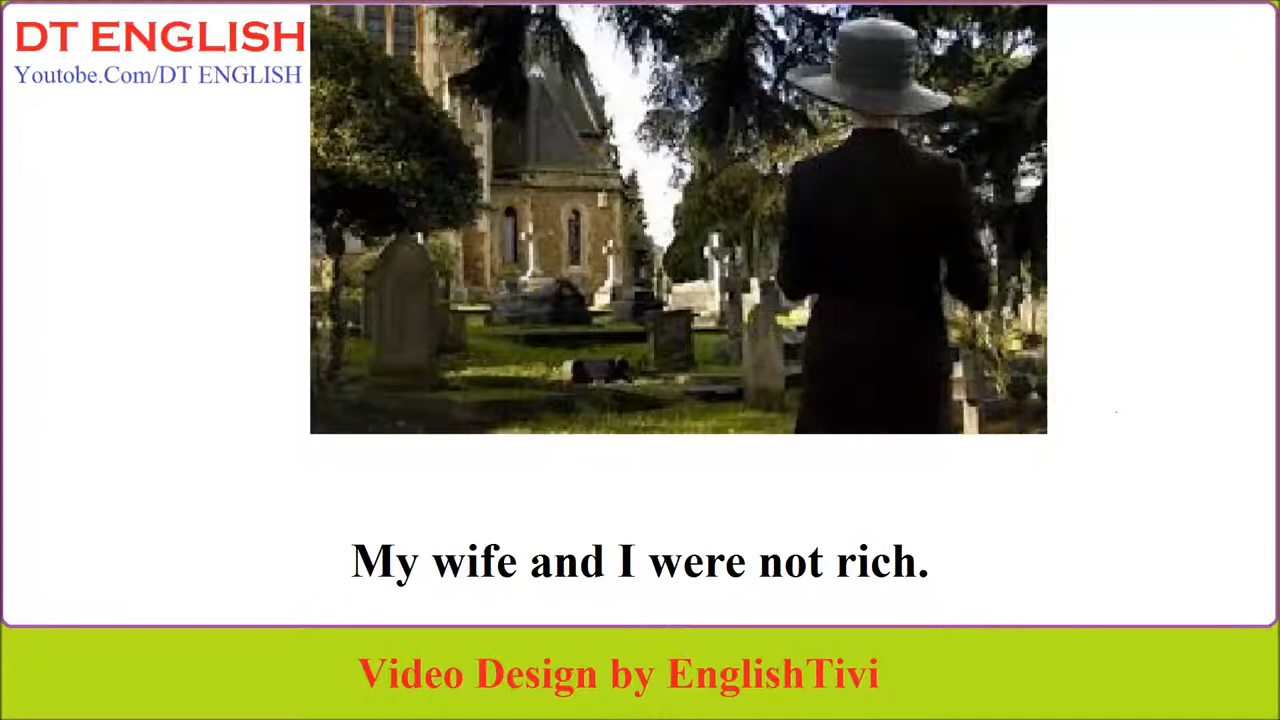 DT ENGLISH
Youtobe.Com/DT ENGLISH
My wife and I were not rich.
Video Design by EnglishTivi